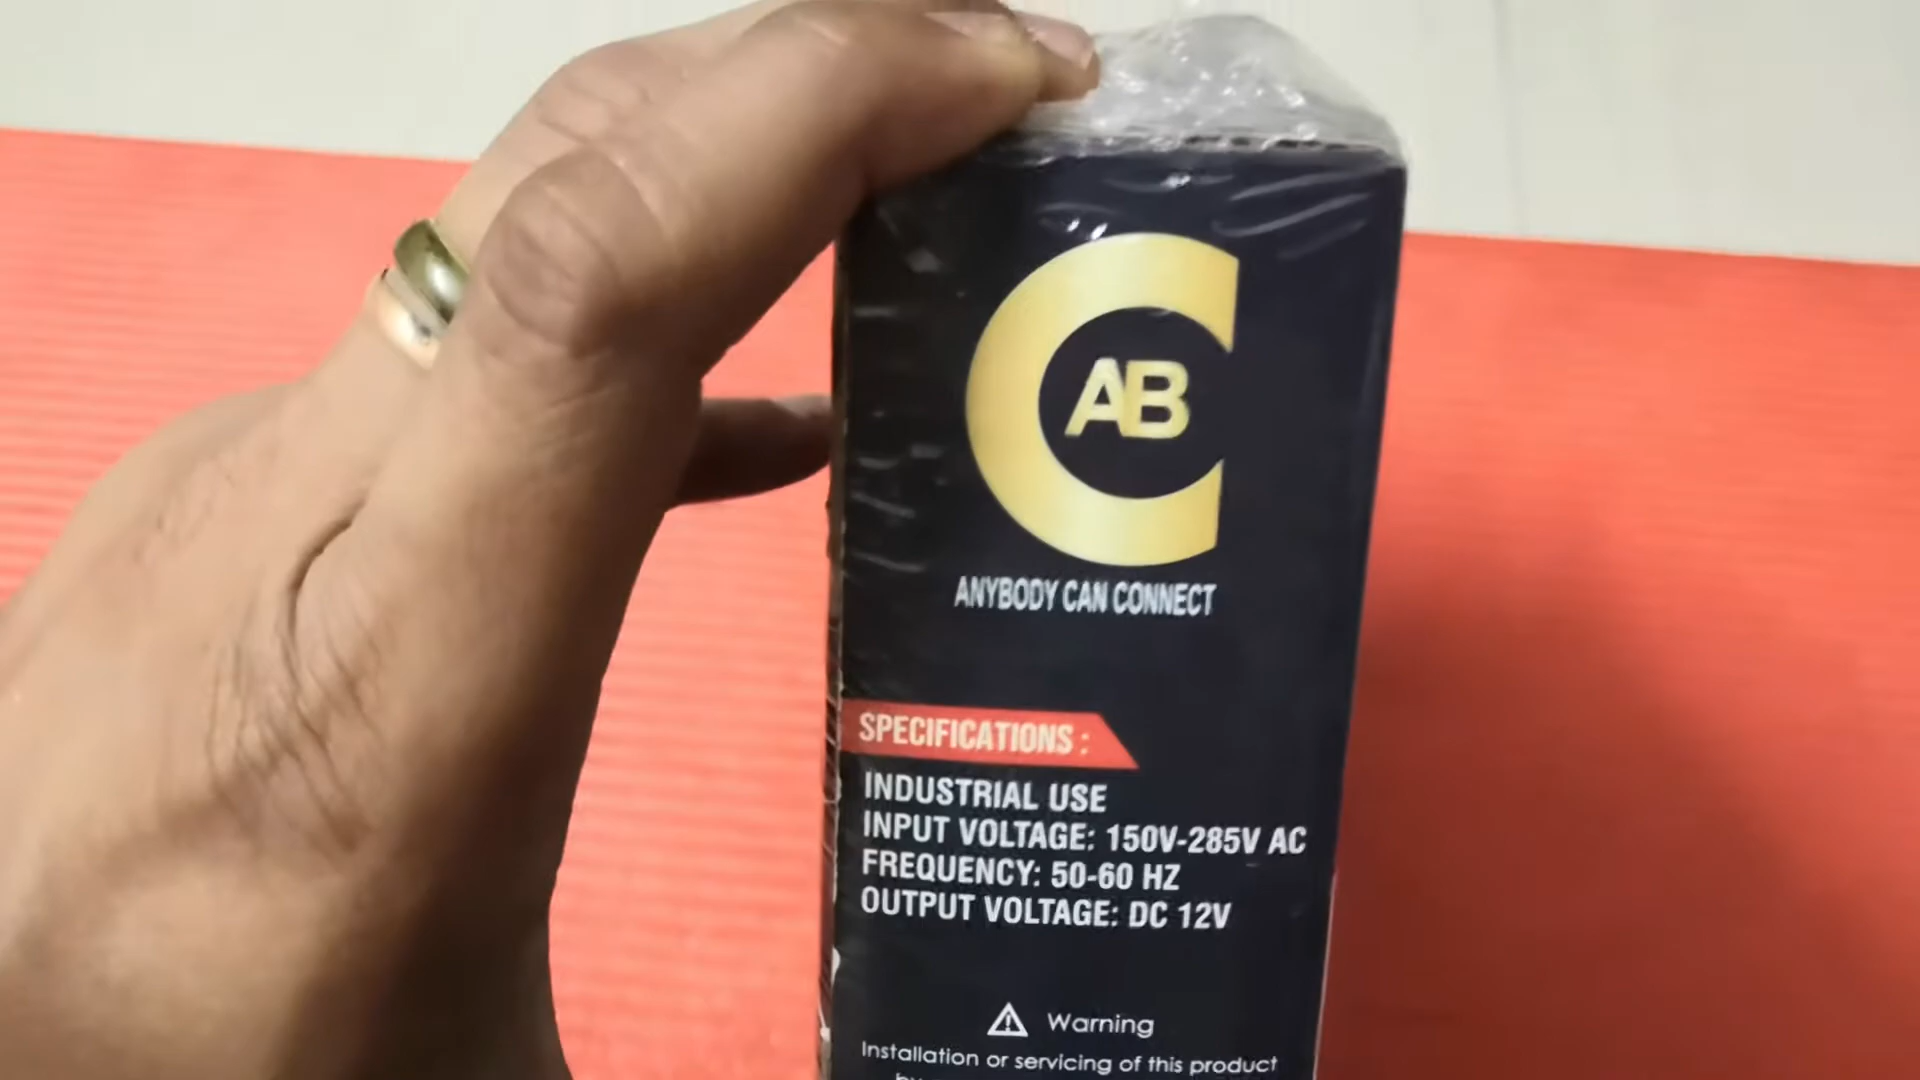 C
AB
ANYBODY CAN CONNECT
SPECIFICATIONS :
INDUSTRIAL USE
INPUT VOLTAGE: 150V-285V AC
FREQUENCY: 50-60 HZ
OUTPUT VOLTAGE: DC 12V
Warning
Installation or servicing of this product